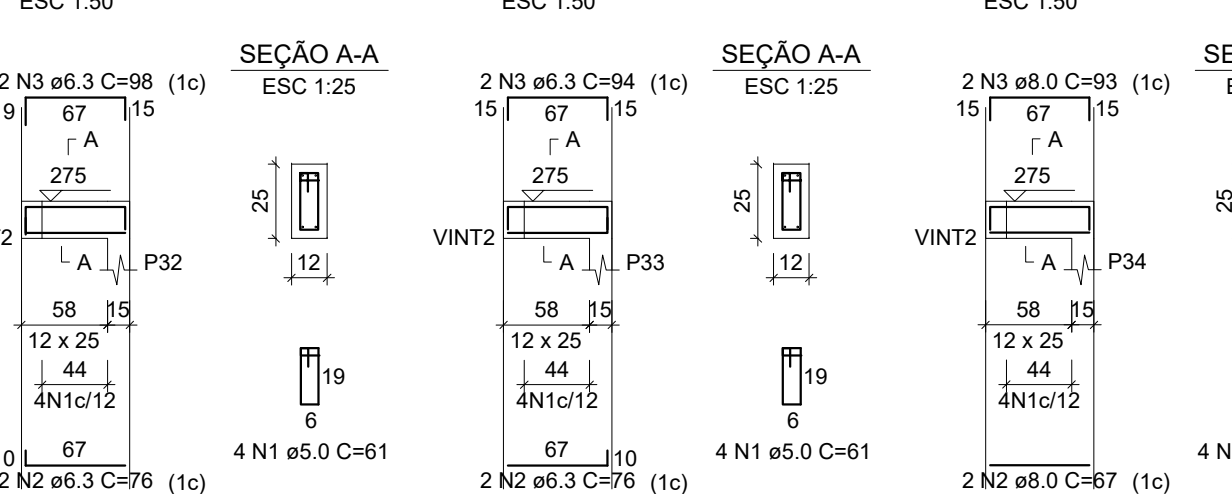 ESC 1:50
2 N3 ø6.3 C=98 (1c)
9 67 15
A
275
A
P32
58 15
12 x 25
44
4N1c/12
67
2 N2 ø6.3 C=76 (1c)
SEÇÃO A-A
ESC 1:25
25
12
19
6
4 N1 ø5.0 C=61
ESC 1:50
2 N3 ø6.3 C=94 (1c)
15 67 15
A
275
VINT2
A
P33
58 15
12 x 25
44
4N1c/12
67 10
2 N2 ø6.3 C=76 (1c)
SEÇÃO A-A
ESC 1:25
25
12
19
6
4 N1 ø5.0 C=61
ESC 1:50
2 N3 ø8.0 C=93 (1c)
15 67 15
A
275
VINT2
A
P34
58 15
12 x 25
44
4N1c/12
2 N2 ø8.0 C=67 (1c)
25
4 N